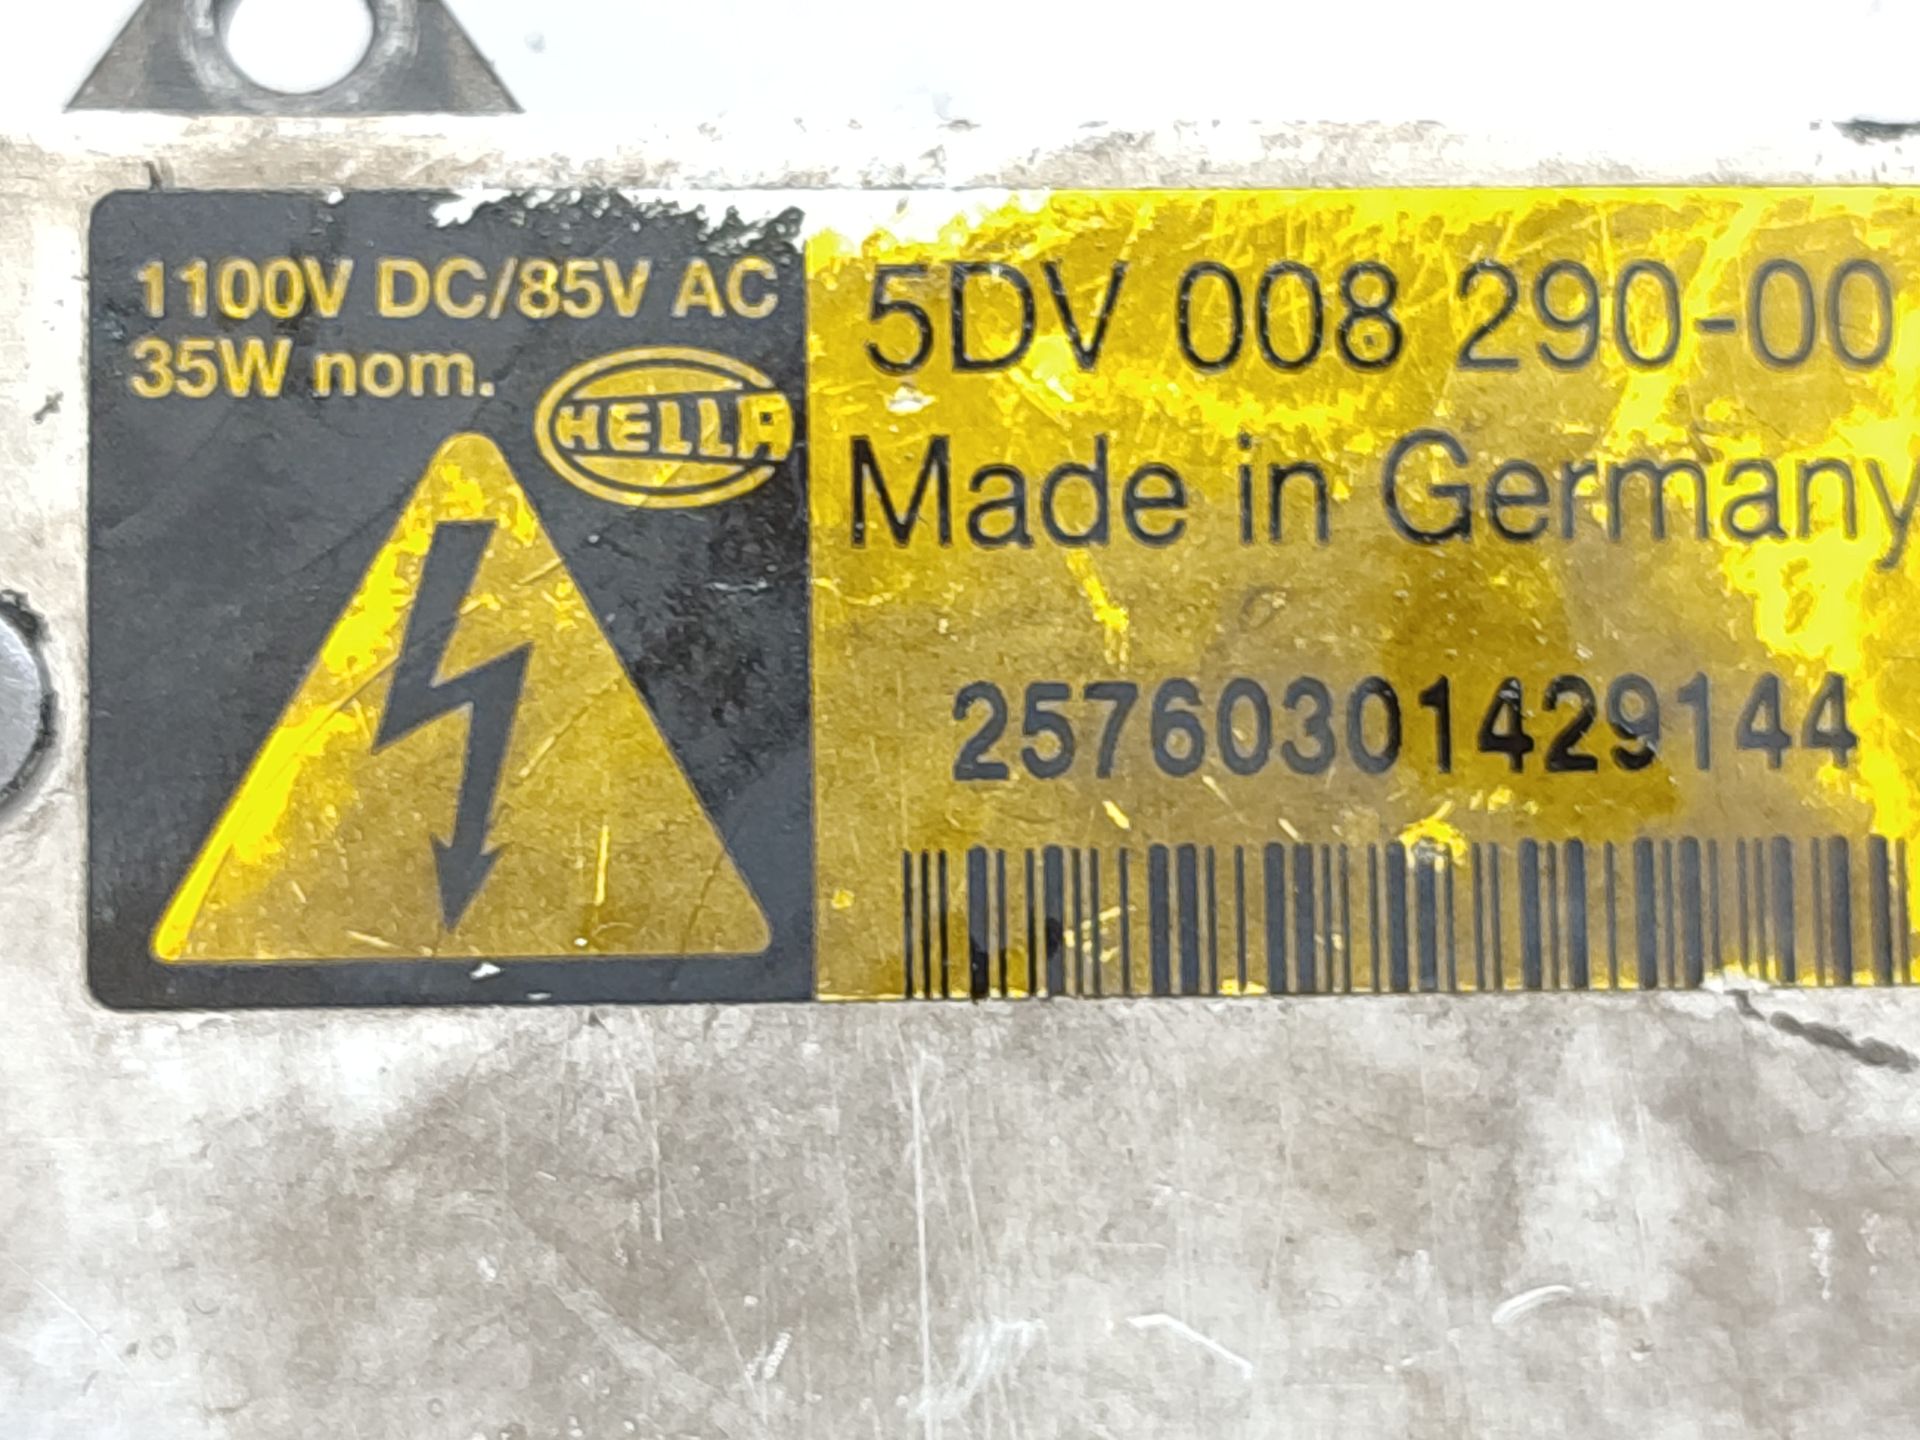 1100V DC/85V AC
35W nom.
HELLA
5DV 008 290-00
Made in Germany
25760301429144